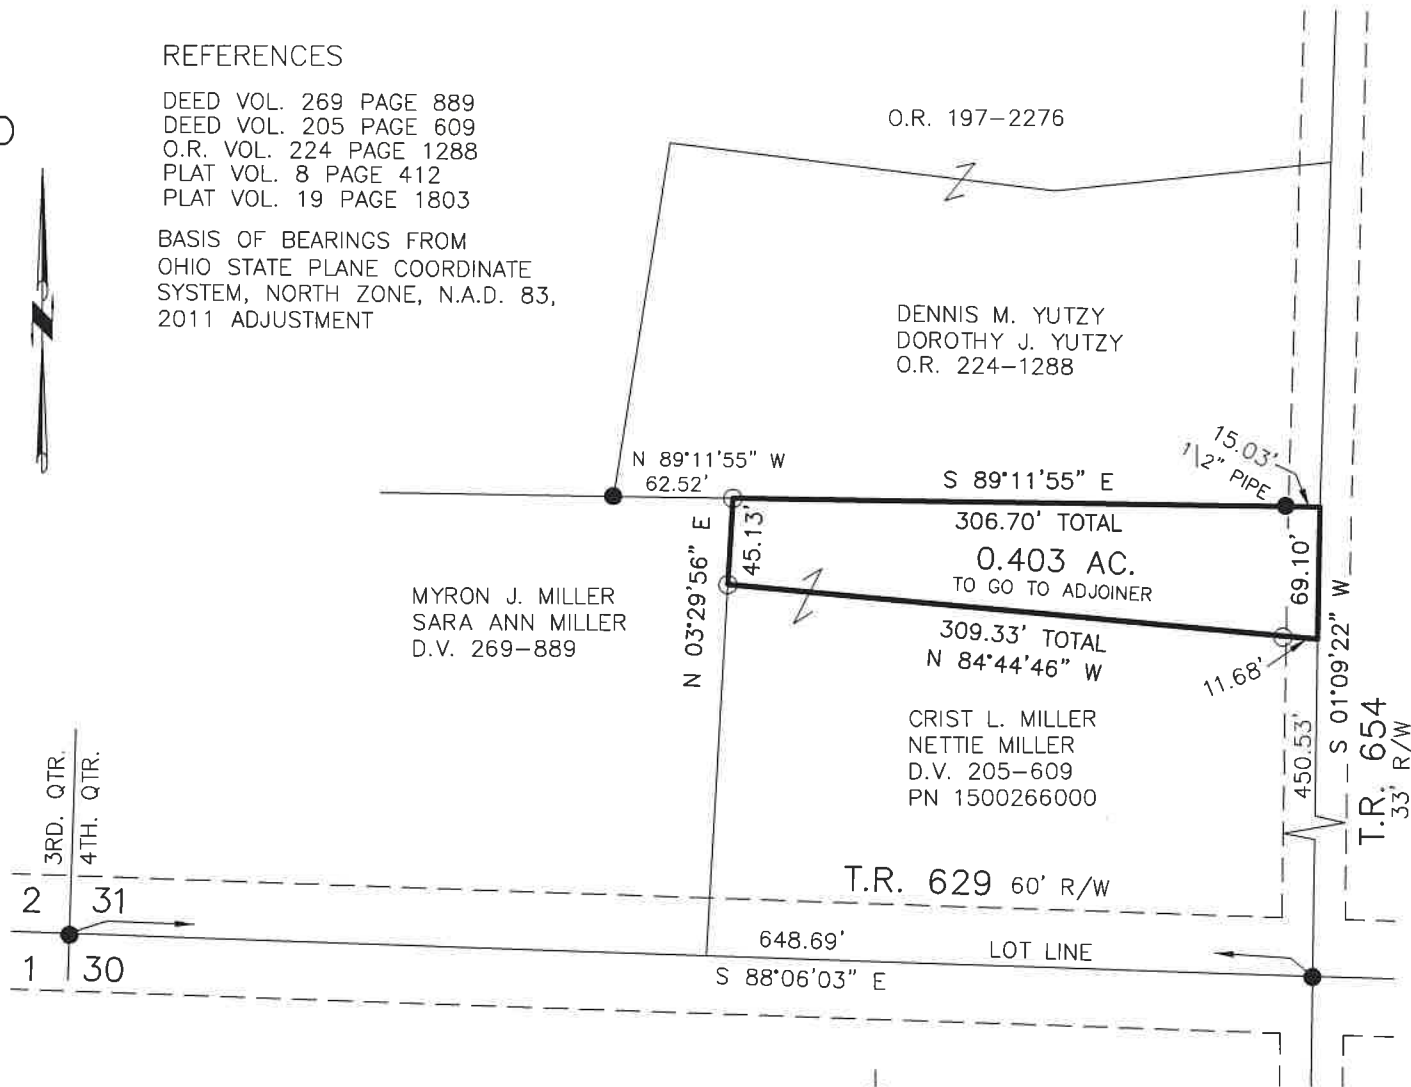 REFERENCES
DEED VOL. 269 PAGE 889
DEED VOL. 205 PAGE 609
O.R. VOL. 224 PAGE 1288
PLAT VOL. 8 PAGE 412
PLAT VOL. 19 PAGE 1803
BASIS OF BEARINGS FROM
OHIO STATE PLANE COORDINATE
SYSTEM, NORTH ZONE, N.A.D. 83,
2011 ADJUSTMENT
O.R. 197-2276
DENNIS M. YUTZY
DOROTHY J. YUTZY
O.R. 224-1288
N 89°11'55" W
62.52'
S 89°11'55" E
306.70' TOTAL
15.03'
1\2" PIPE
0.403 AC.
TO GO TO ADJOINER
45.13'
N 03°29'56" E
69.10'
309.33' TOTAL
N 84°44'46" W
11.68'
MYRON J. MILLER
SARA ANN MILLER
D.V. 269-889
CRIST L. MILLER
NETTIE MILLER
D.V. 205-609
PN 1500266000
450.53'
S 01°09'22" W
T.R. 654
33' R/W
3RD. QTR.
4TH. QTR.
T.R. 629 60' R/W
2 31
1 30
648.69'
LOT LINE
S 88°06'03" E